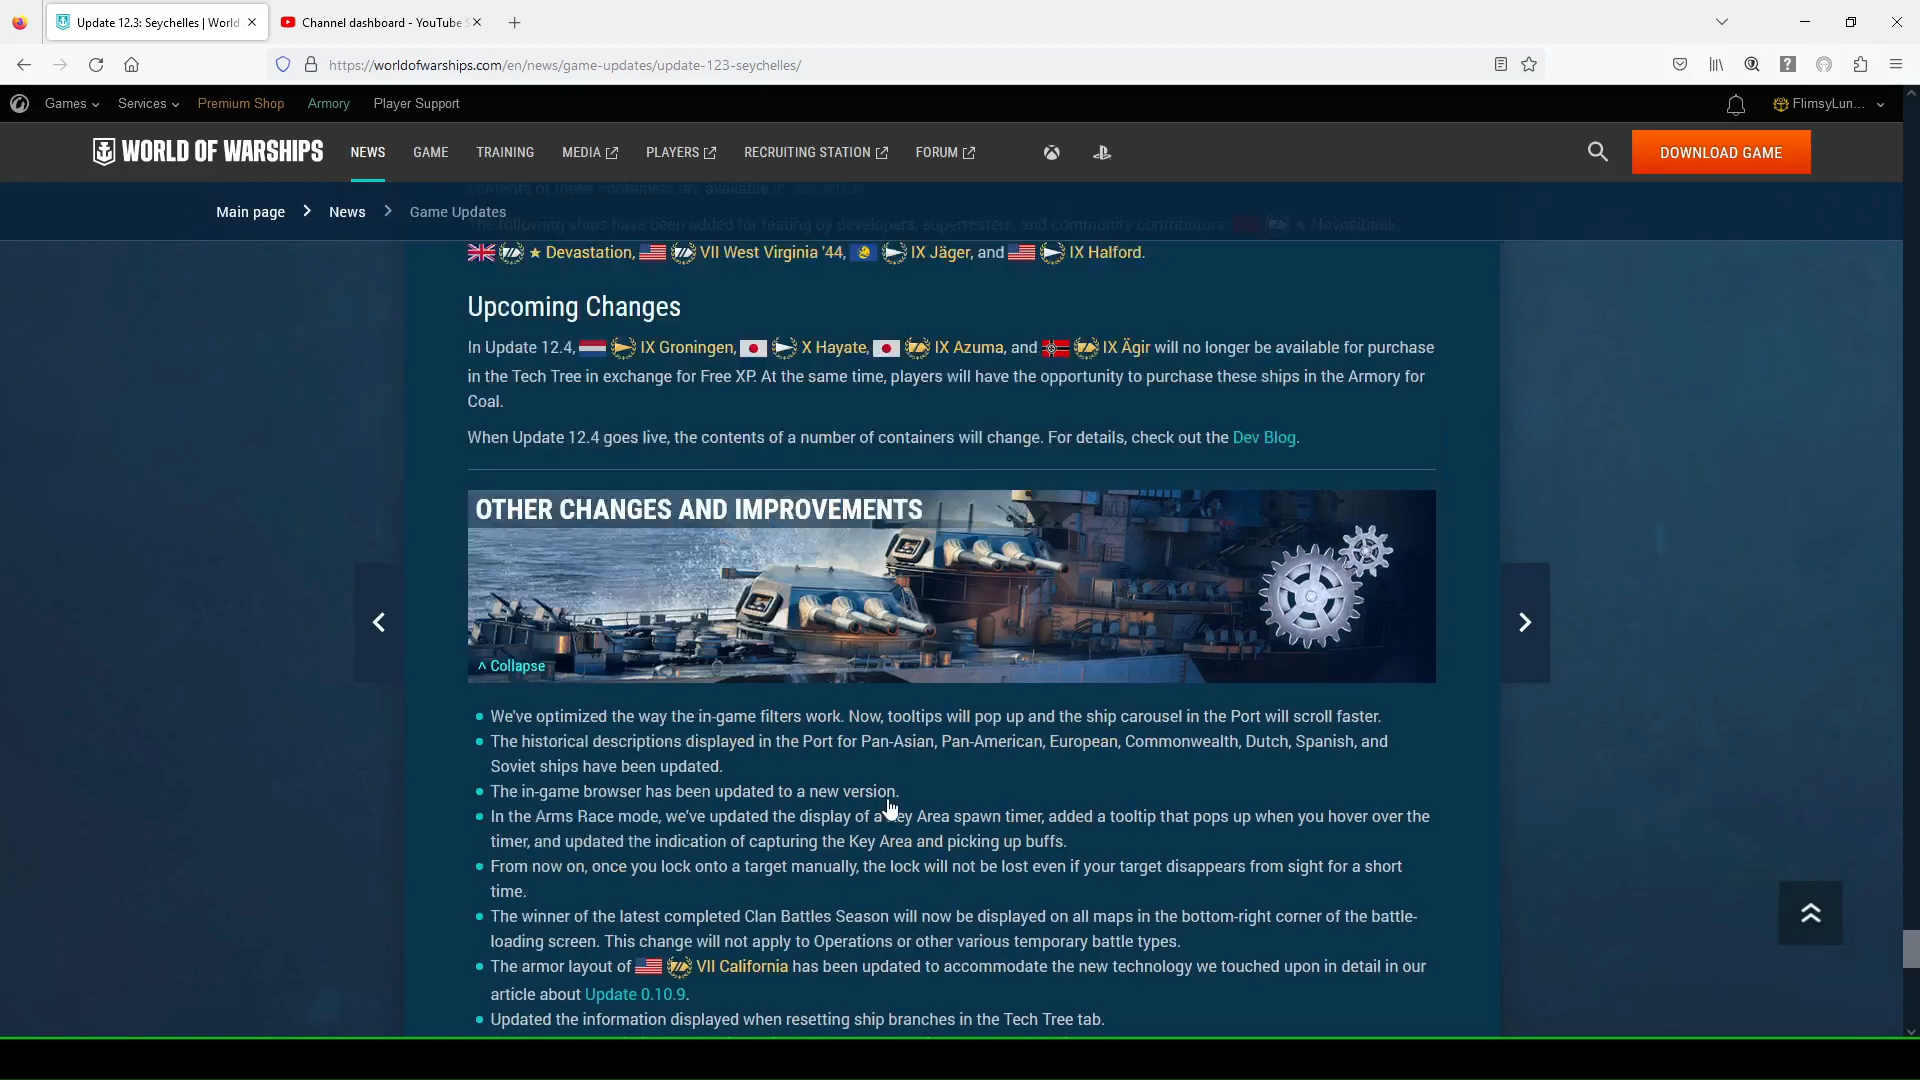 Update 12.3: Seychelles | World
Channel dashboard - YouTube S
https://worldofwarships.com/en/news/game-updates/update-123-seychelles/
Games Services Premium Shop Armory Player Support FlimsyLun...
WORLD OF WARSHIPS NEWS GAME TRAINING MEDIA PLAYERS RECRUITING STATION FORUM DOWNLOAD GAME
contents of these containers are available
Main page > News > Game Updates
The following ships have been added for testing by developers, supertesters, and community contributors: ★ Novosibirsk,
★ Devastation, VII West Virginia '44, IX Jäger, and IX Halford.
Upcoming Changes
In Update 12.4, IX Groningen, X Hayate, IX Azuma, and IX Ägir will no longer be available for purchase
in the Tech Tree in exchange for Free XP. At the same time, players will have the opportunity to purchase these ships in the Armory for
Coal.
When Update 12.4 goes live, the contents of a number of containers will change. For details, check out the Dev Blog.
OTHER CHANGES AND IMPROVEMENTS
^ Collapse
• We've optimized the way the in-game filters work. Now, tooltips will pop up and the ship carousel in the Port will scroll faster.
• The historical descriptions displayed in the Port for Pan-Asian, Pan-American, European, Commonwealth, Dutch, Spanish, and
Soviet ships have been updated.
• The in-game browser has been updated to a new version.
• In the Arms Race mode, we've updated the display of a Key Area spawn timer, added a tooltip that pops up when you hover over the
timer, and updated the indication of capturing the Key Area and picking up buffs.
• From now on, once you lock onto a target manually, the lock will not be lost even if your target disappears from sight for a short
time.
• The winner of the latest completed Clan Battles Season will now be displayed on all maps in the bottom-right corner of the battle-
loading screen. This change will not apply to Operations or other various temporary battle types.
• The armor layout of VII California has been updated to accommodate the new technology we touched upon in detail in our
article about Update 0.10.9.
• Updated the information displayed when resetting ship branches in the Tech Tree tab.